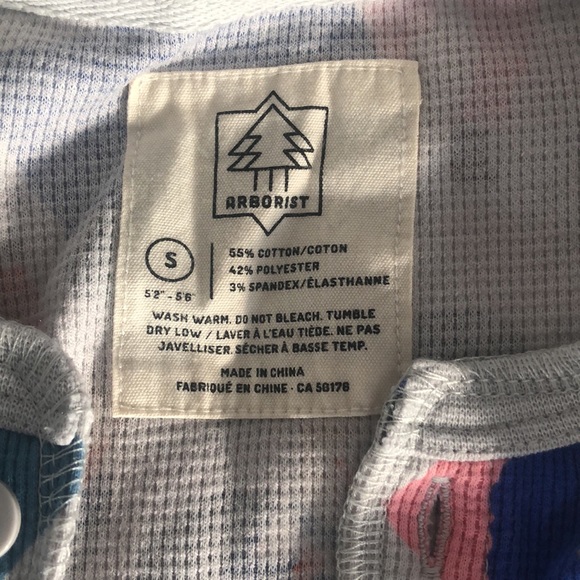 ARBORIST
S
5'2" - 5'6"
55% COTTON/COTON
42% POLYESTER
3% SPANDEX/ÉLASTHANNE
WASH WARM. DO NOT BLEACH. TUMBLE
DRY LOW / LAVER À L'EAU TIÈDE. NE PAS
JAVELLISER. SÉCHER À BASSE TEMP.
MADE IN CHINA
FABRIQUÉ EN CHINE · CA 56176